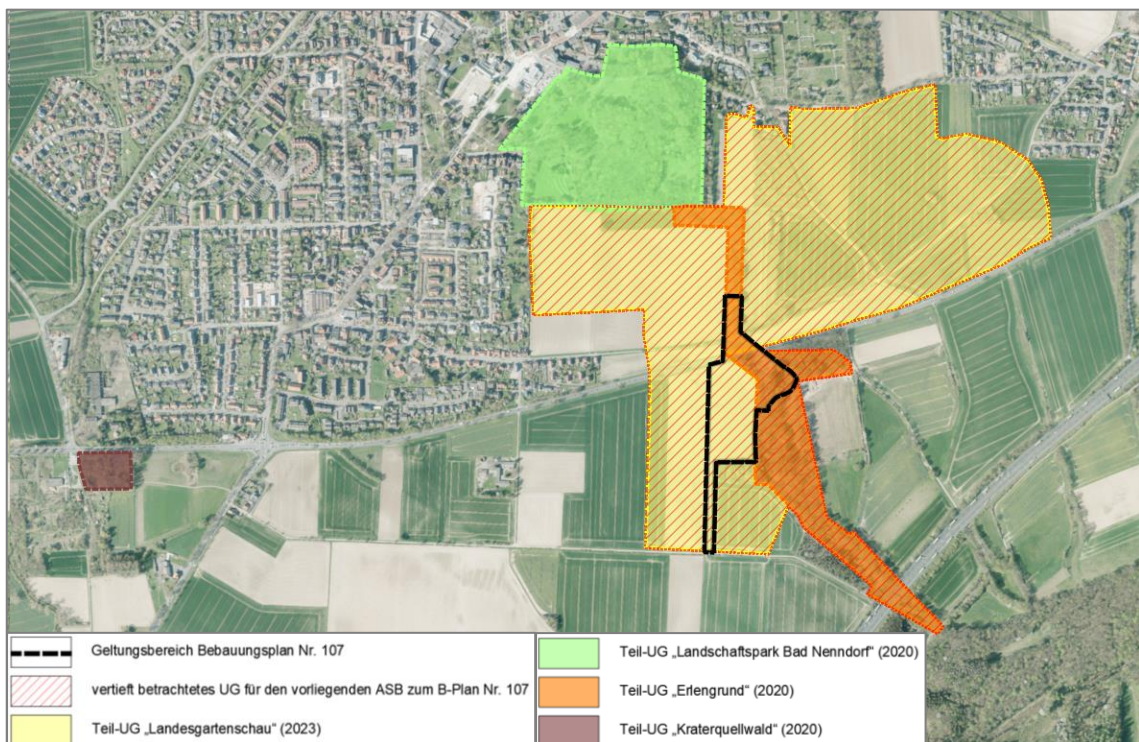 Geltungsbereich Bebauungsplan Nr. 107
vertieft betrachtetes UG für den vorliegenden ASB zum B-Plan Nr. 107
Teil-UG „Landesgartenschau“ (2023)
Teil-UG „Landschaftspark Bad Nenndorf“ (2020)
Teil-UG „Erlengrund“ (2020)
Teil-UG „Kraterquellwald“ (2020)